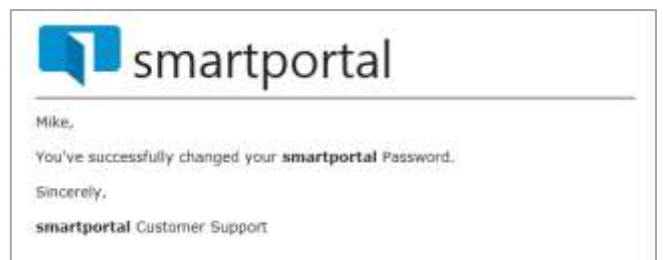 smartportal
Mike,
You've successfully changed your smartportal Password.
Sincerely,
smartportal Customer Support